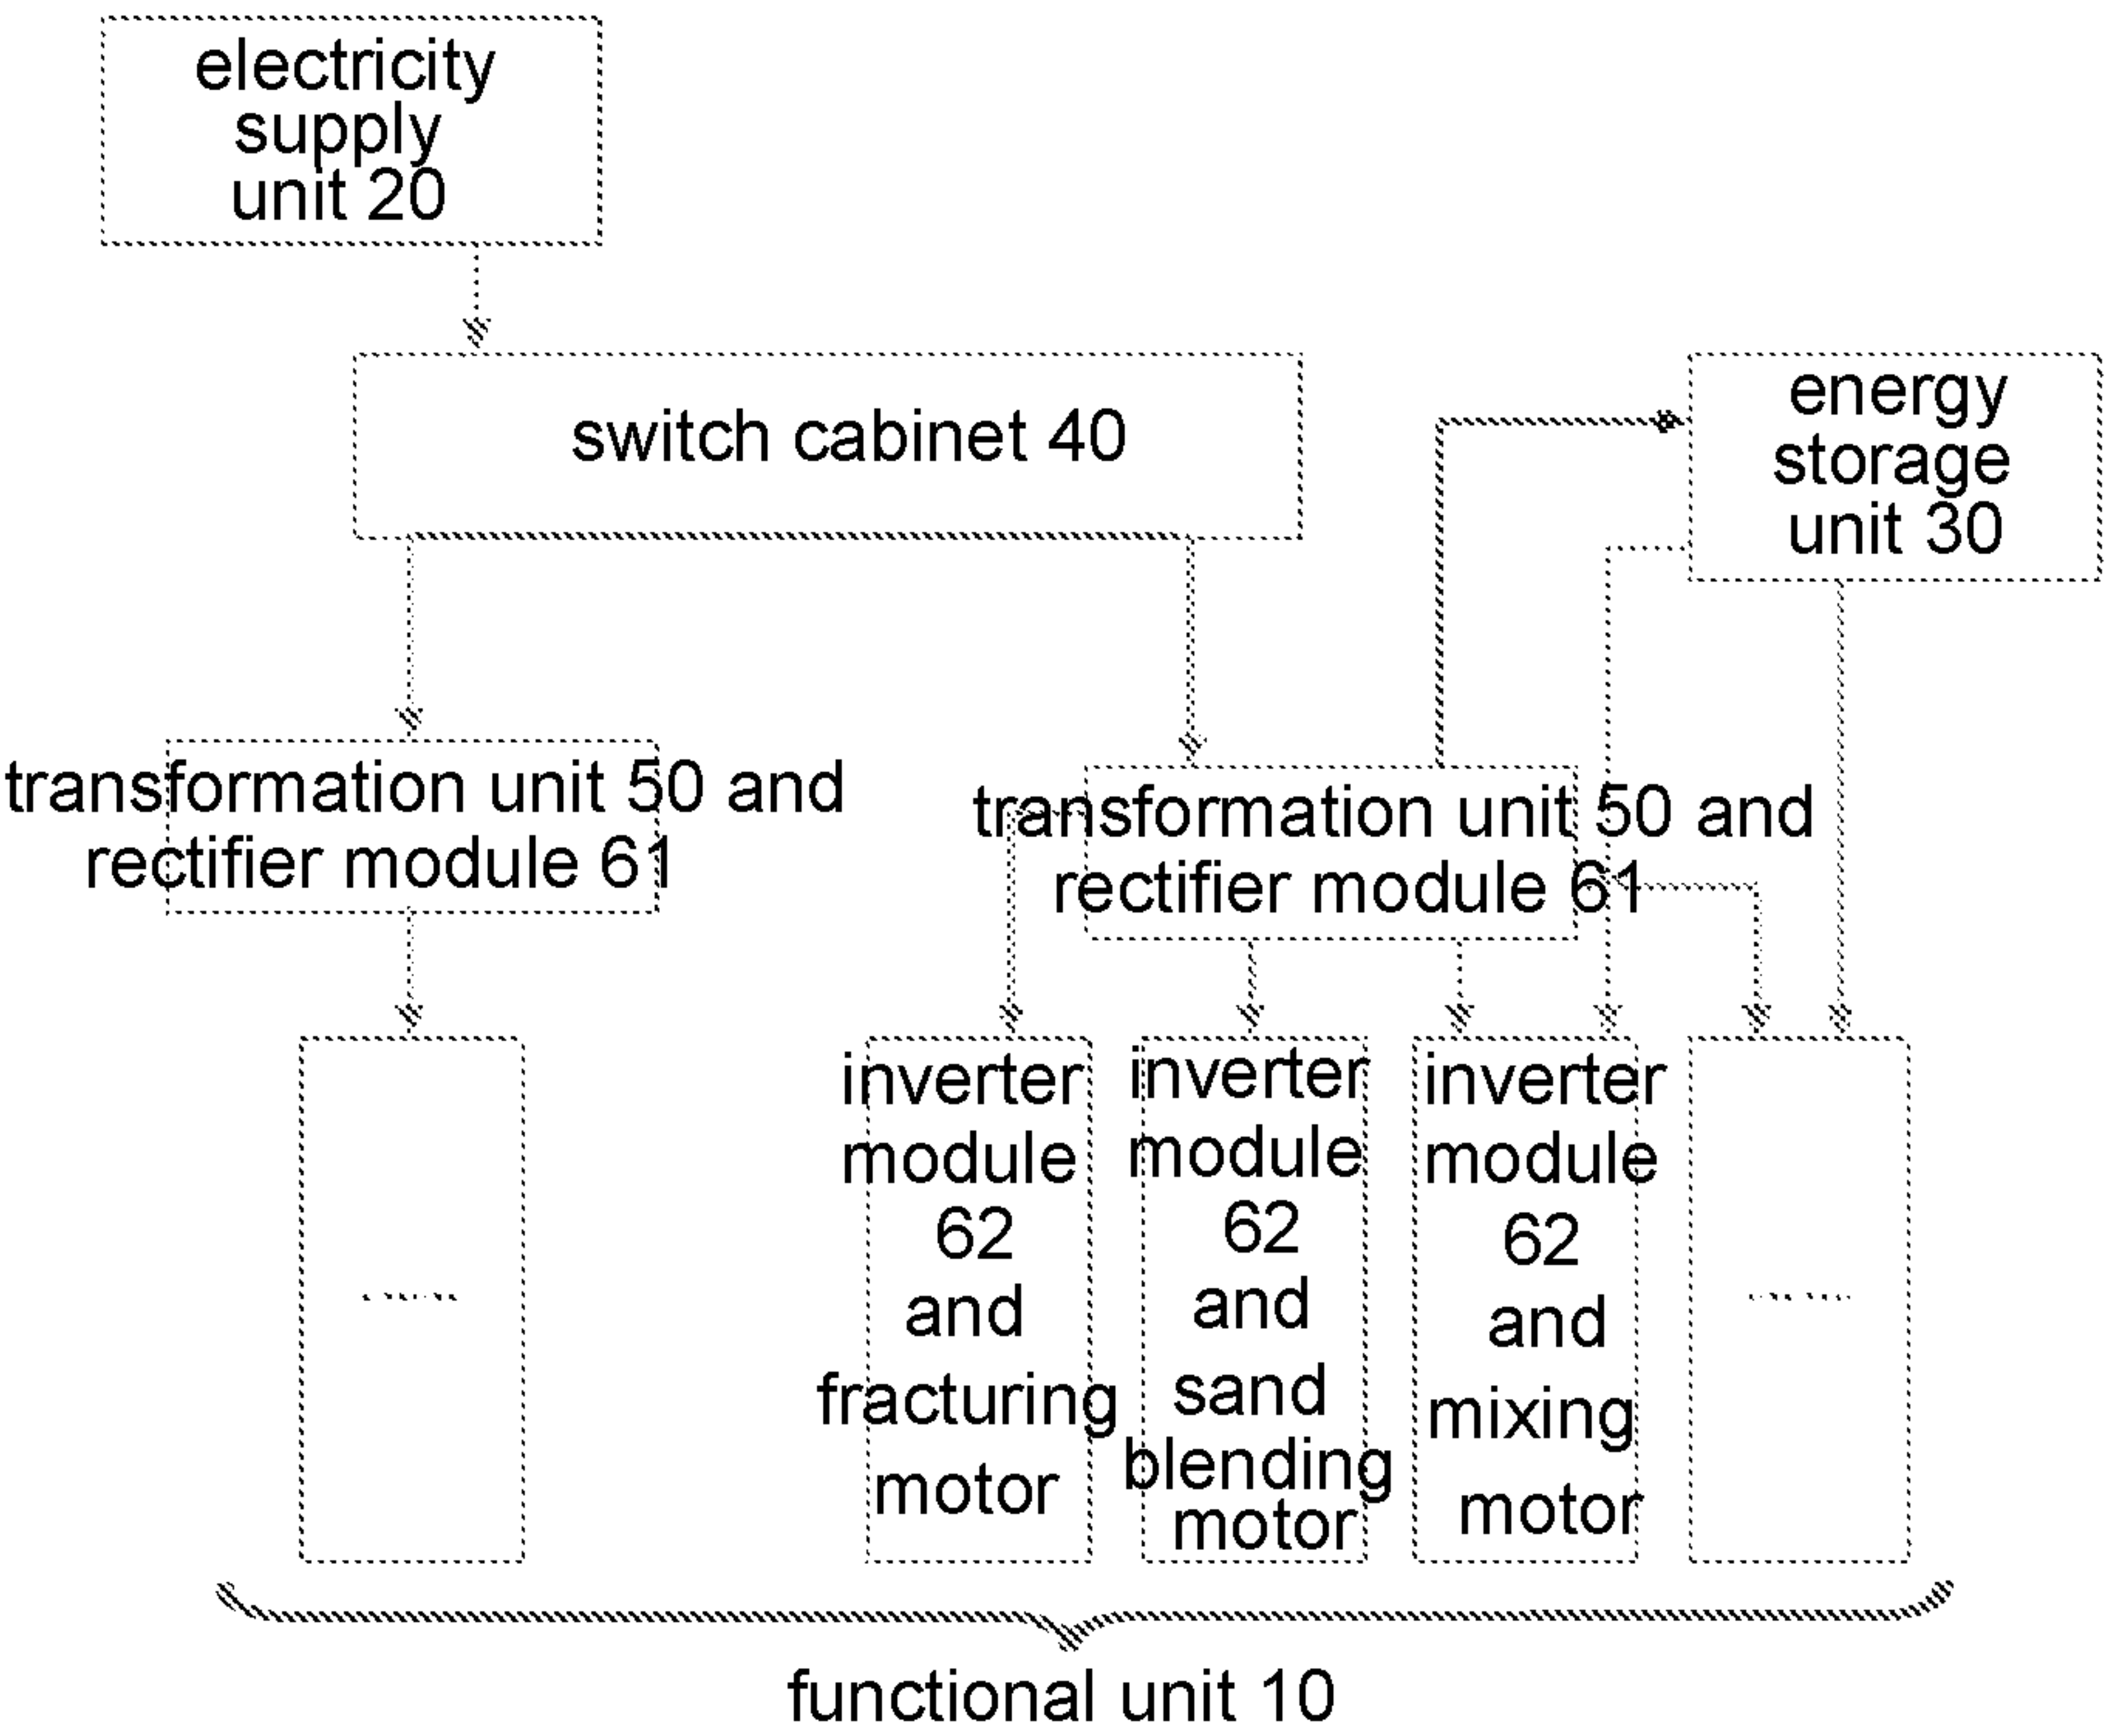 electricity
supply
unit 20
switch cabinet 40
energy
storage
unit 30
transformation unit 50 and
rectifier module 61
transformation unit 50 and
rectifier module 61
inverter
module
62
and
fracturing
motor
inverter
module
62
and
sand
blending
motor
inverter
module
62
and
mixing
motor
functional unit 10